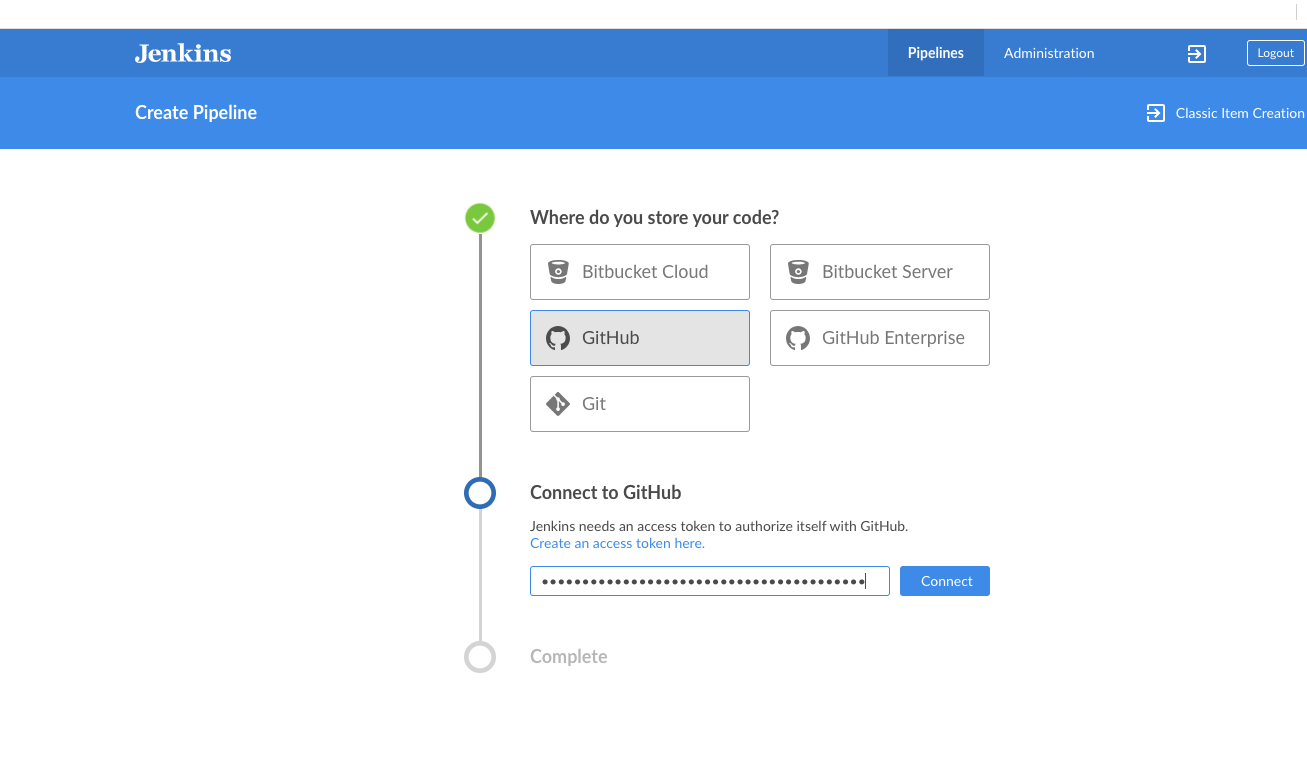 Jenkins
Pipelines
Administration
Logout
Create Pipeline
Classic Item Creation
Where do you store your code?
Bitbucket Cloud
Bitbucket Server
GitHub
GitHub Enterprise
Git
Connect to GitHub
Jenkins needs an access token to authorize itself with GitHub.
Create an access token here.
••••••••••••••••••••••••••••••••••••••••
Connect
Complete